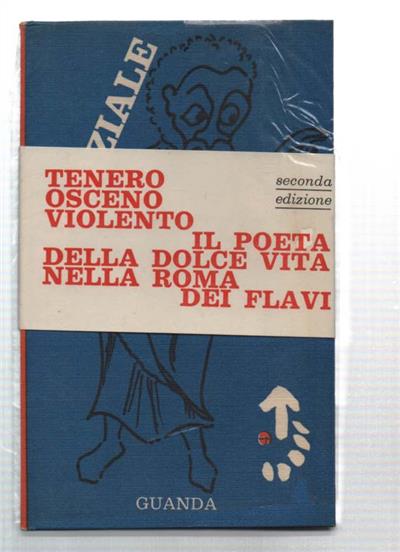 ZIALE
TENERO
OSCENO
VIOLENTO
IL POETA
DELLA DOLCE VITA
NELLA ROMA
DEI FLAVI
seconda
edizione
GUANDA